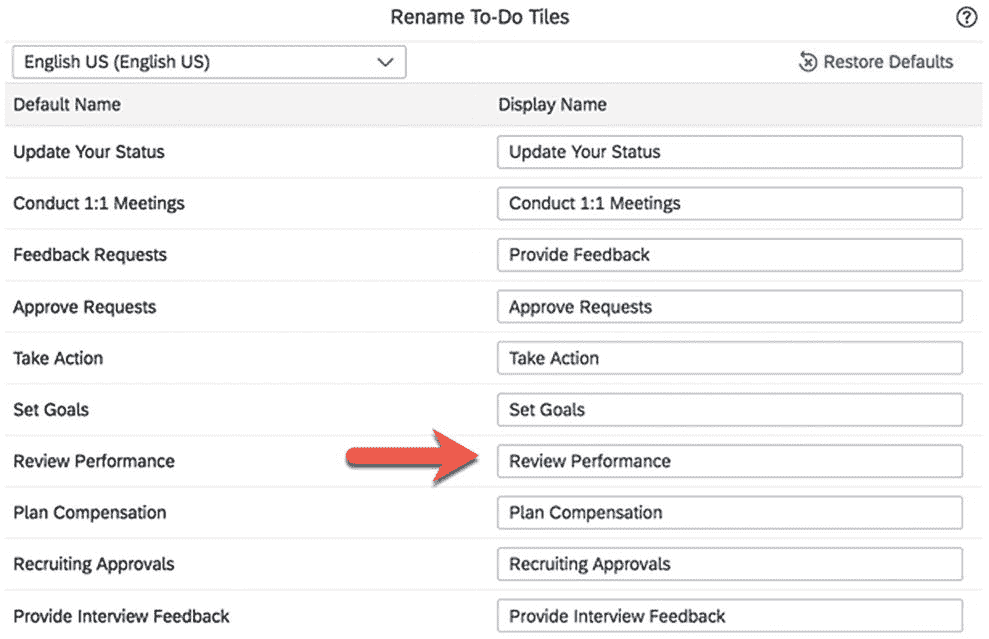 Rename To-Do Tiles
English US (English US)
Restore Defaults
Default Name
Display Name
Update Your Status
Update Your Status
Conduct 1:1 Meetings
Conduct 1:1 Meetings
Feedback Requests
Provide Feedback
Approve Requests
Approve Requests
Take Action
Take Action
Set Goals
Set Goals
Review Performance
Review Performance
Plan Compensation
Plan Compensation
Recruiting Approvals
Recruiting Approvals
Provide Interview Feedback
Provide Interview Feedback